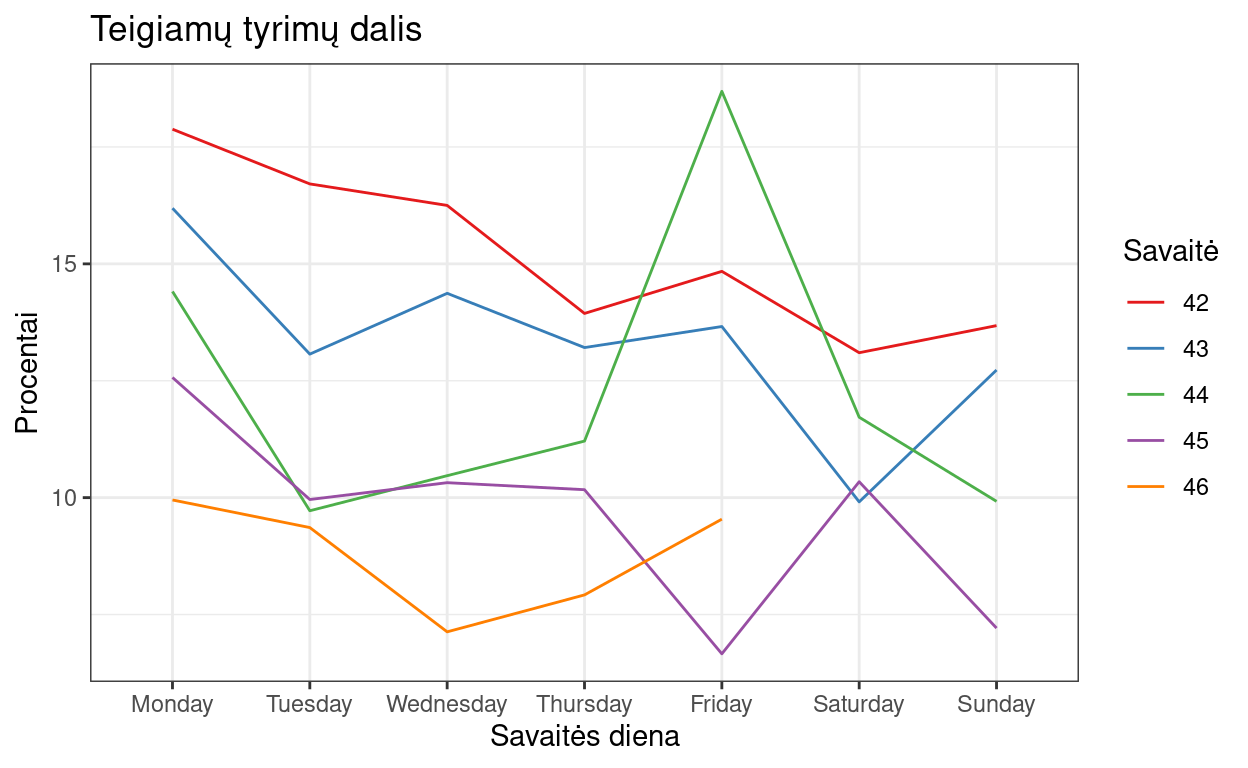 Teigiamų tyrimų dalis
Procentai
15
10
Monday
Tuesday
Wednesday
Thursday
Friday
Saturday
Sunday
Savaitės diena
Savaitė
42
43
44
45
46